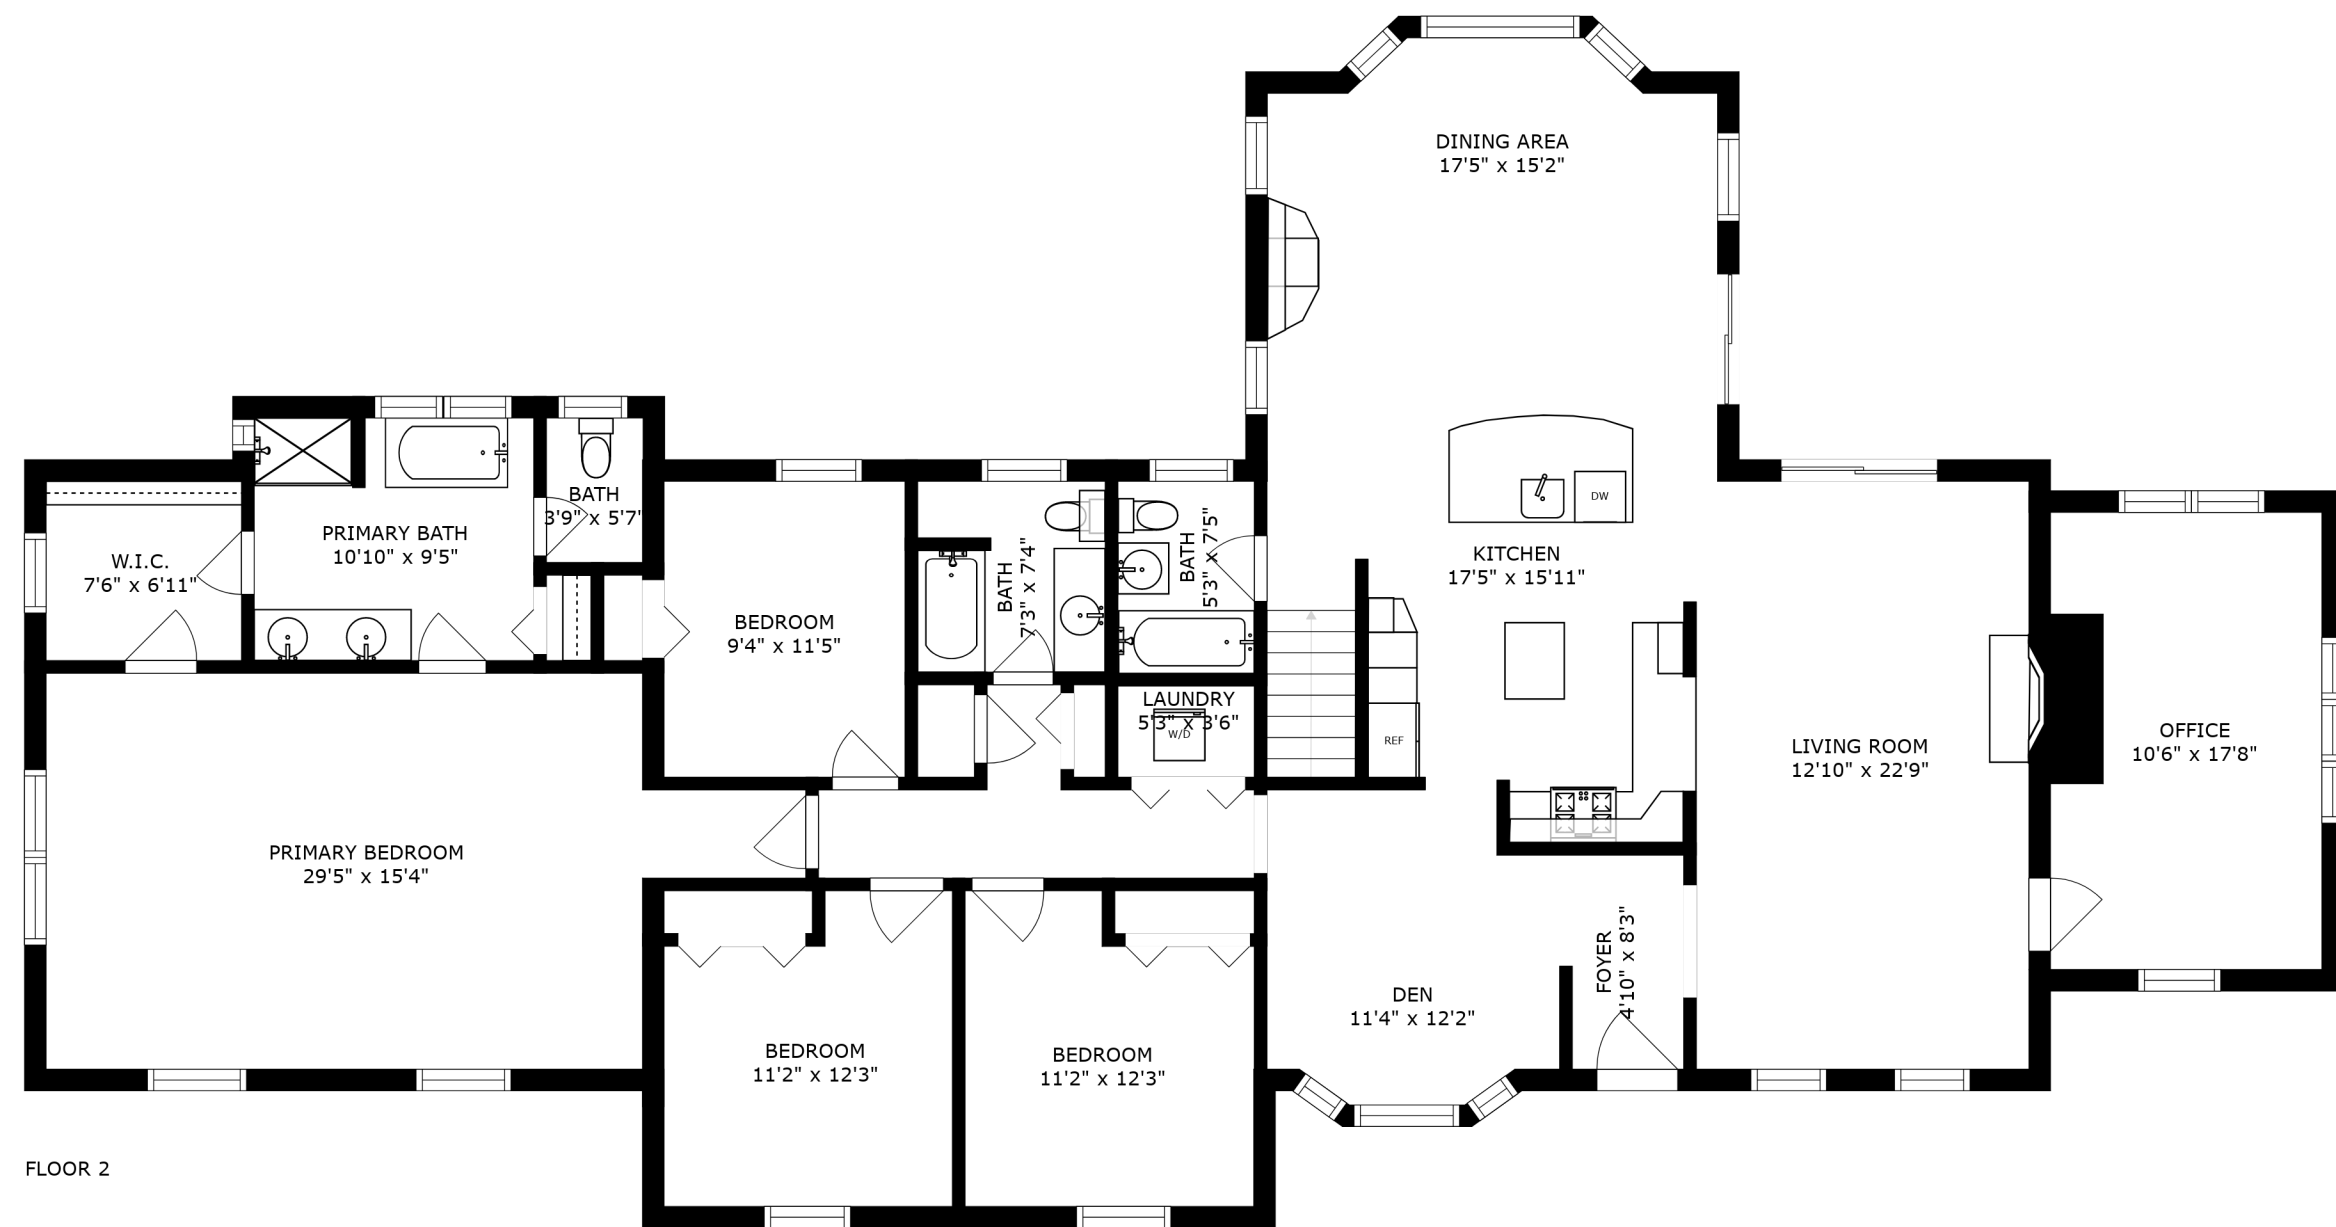 DINING AREA
17'5" x 15'2"
BATH
3'9" x 5'7"
PRIMARY BATH
10'10" x 9'5"
W.I.C.
7'6" x 6'11"
BEDROOM
9'4" x 11'5"
BATH
7'3" x 7'4"
BATH
5'3" x 7'5"
LAUNDRY
5'3" x 3'6"
W/D
DW
KITCHEN
17'5" x 15'11"
REF
LIVING ROOM
12'10" x 22'9"
OFFICE
10'6" x 17'8"
PRIMARY BEDROOM
29'5" x 15'4"
BEDROOM
11'2" x 12'3"
BEDROOM
11'2" x 12'3"
DEN
11'4" x 12'2"
FOYER
4'10" x 8'3"
FLOOR 2